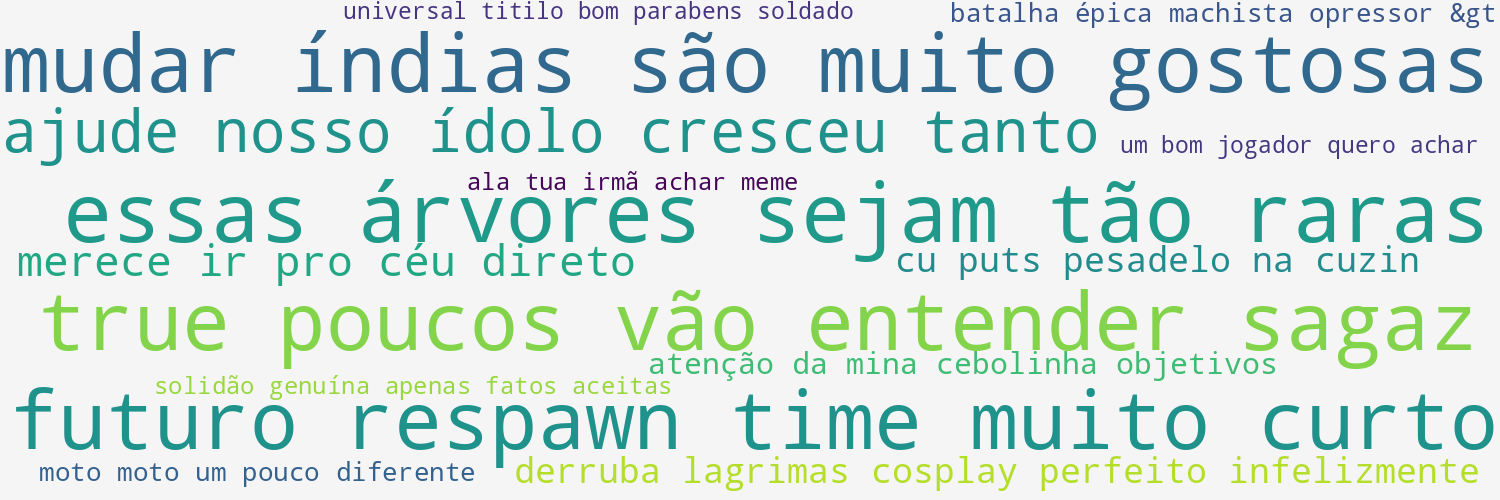 universal titilo bom parabens soldado
batalha épica machista opressor &gt
mudar índias são muito gostosas
ajude nosso ídolo cresceu tanto
um bom jogador quero achar
ala tua irmã achar meme
essas árvores sejam tão raras
merece ir pro céu direto
cu puts pesadelo na cuzin
true poucos vão entender sagaz
atenção da mina cebolinha objetivos
solidão genuína apenas fatos aceitas
futuro respawn time muito curto
moto moto um pouco diferente
derruba lagrimas cosplay perfeito infelizmente